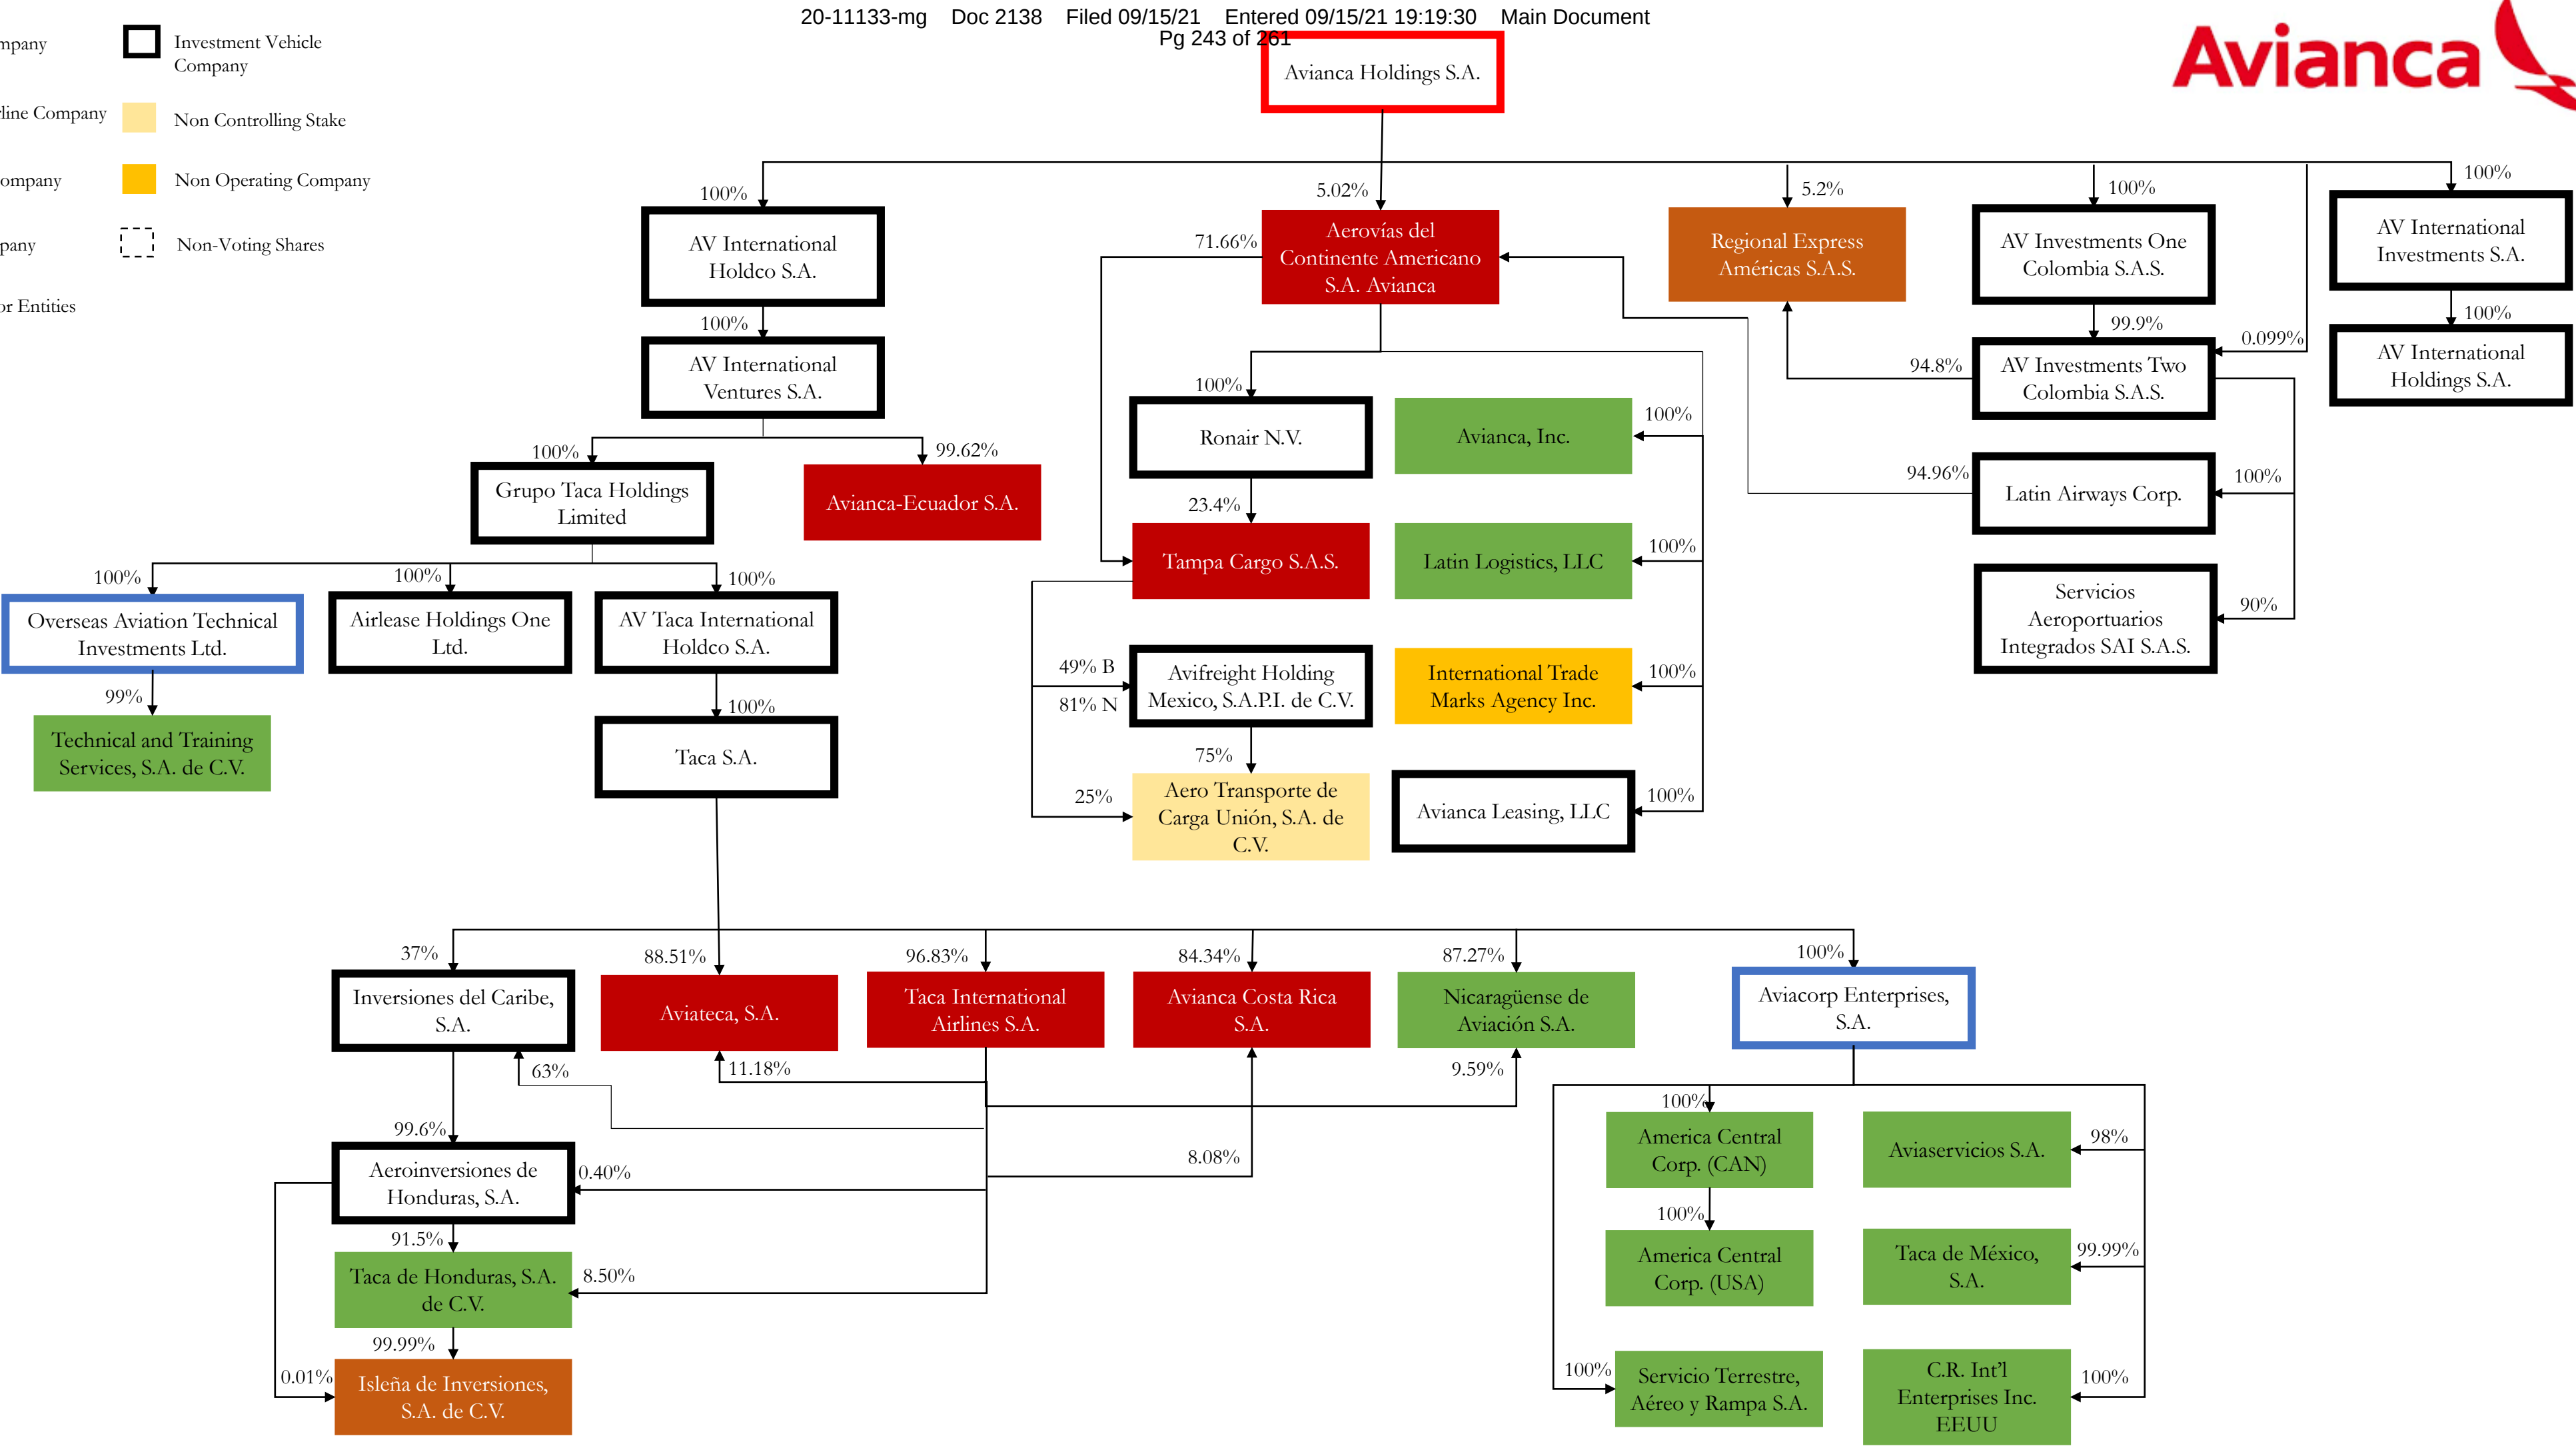 20-11133-mg Doc 2138 Filed 09/15/21 Entered 09/15/21 19:19:30 Main Document
Pg 243 of 261
mpany
Investment Vehicle
Company
rline Company
Non Controlling Stake
ompany
Non Operating Company
pany
Non-Voting Shares
or Entities
Avianca
Avianca Holdings S.A.
100%
5.02%
5.2%
100%
100%
AV International
Holdco S.A.
71.66%
Aerovías del
Continente Americano
S.A. Avianca
Regional Express
Américas S.A.S.
AV Investments One
Colombia S.A.S.
AV International
Investments S.A.
100%
99.9%
0.099%
100%
AV International
Ventures S.A.
94.8%
AV Investments Two
Colombia S.A.S.
AV International
Holdings S.A.
100%
99.62%
100%
100%
Grupo Taca Holdings
Limited
Avianca-Ecuador S.A.
Ronair N.V.
Avianca, Inc.
94.96%
Latin Airways Corp.
100%
23.4%
100%
100%
100%
100%
Tampa Cargo S.A.S.
Latin Logistics, LLC
Servicios
Aeroportuarios
Integrados SAI S.A.S.
90%
Overseas Aviation Technical
Investments Ltd.
Airlease Holdings One
Ltd.
AV Taca International
Holdco S.A.
49% B
81% N
Avifreight Holding
Mexico, S.A.P.I. de C.V.
International Trade
Marks Agency Inc.
100%
99%
100%
Technical and Training
Services, S.A. de C.V.
Taca S.A.
75%
25%
Aero Transporte de
Carga Unión, S.A. de
C.V.
Avianca Leasing, LLC
100%
37%
88.51%
96.83%
84.34%
87.27%
100%
Inversiones del Caribe,
S.A.
Aviateca, S.A.
Taca International
Airlines S.A.
Avianca Costa Rica
S.A.
Nicaragüense de
Aviación S.A.
Aviacorp Enterprises,
S.A.
63%
11.18%
9.59%
99.6%
8.08%
100%
America Central
Corp. (CAN)
Aviaservicios S.A.
98%
Aeroinversiones de
Honduras, S.A.
0.40%
91.5%
100%
Taca de Honduras, S.A.
de C.V.
8.50%
America Central
Corp. (USA)
Taca de México,
S.A.
99.99%
99.99%
0.01%
Isleña de Inversiones,
S.A. de C.V.
100%
Servicio Terrestre,
Aéreo y Rampa S.A.
C.R. Int’l
Enterprises Inc.
EEUU
100%